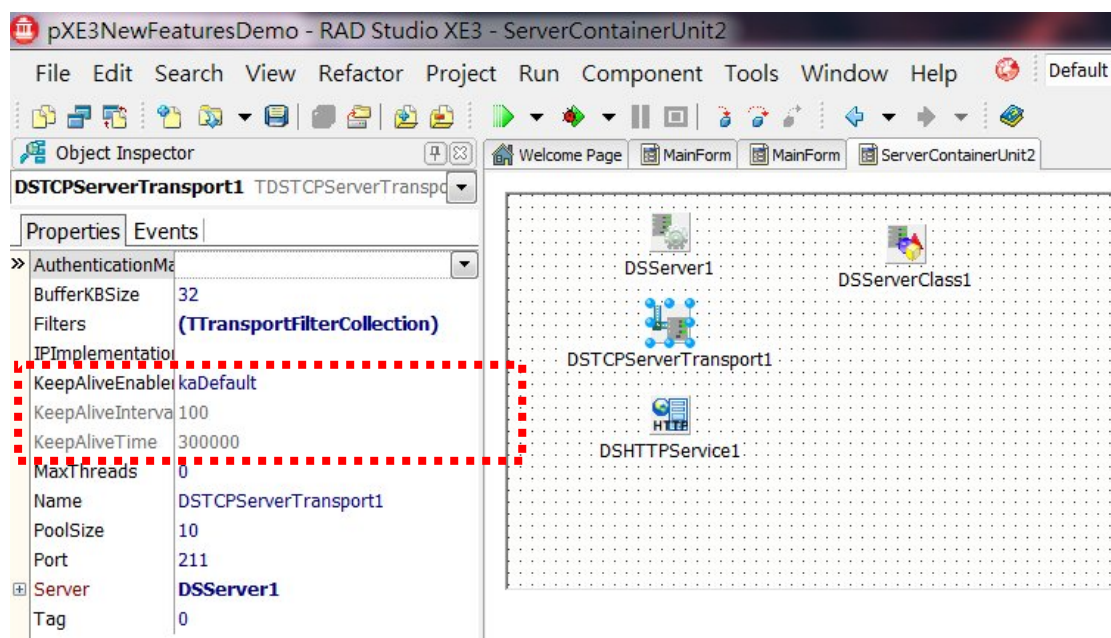 pXE3NewFeaturesDemo - RAD Studio XE3 - ServerContainerUnit2
File Edit Search View Refactor Project Run Component Tools Window Help Default
Object Inspector
Welcome Page MainForm MainForm ServerContainerUnit2
DSTCPServerTransport1 TDSTCPServerTranspo
Properties Events
AuthenticationMa
BufferKBSize 32
Filters (TTransportFilterCollection)
IPImplementatio
KeepAliveEnable kaDefault
KeepAliveInterva 100
KeepAliveTime 300000
MaxThreads 0
Name DSTCPServerTransport1
PoolSize 10
Port 211
Server DSServer1
Tag 0
DSServer1
DSServerClass1
DSTCPServerTransport1
HTTP
DSHTTPService1